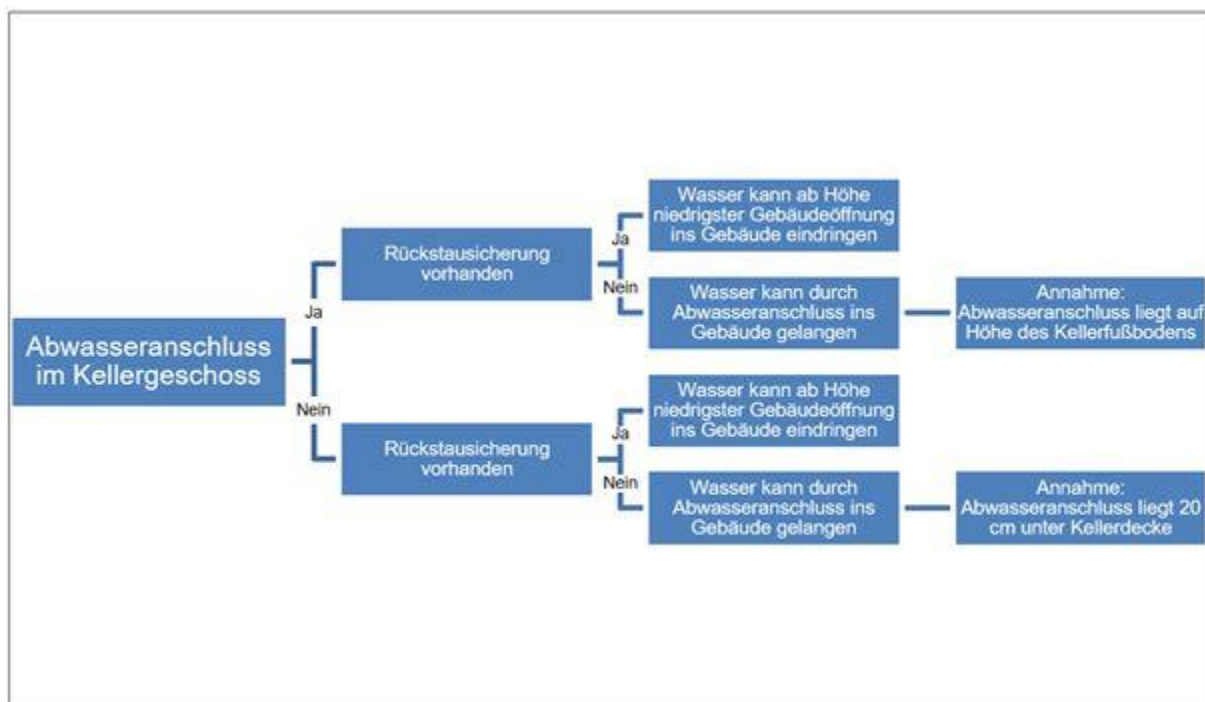 Abwasseranschluss
im Kellergeschoss
Ja
Nein
Rückstausicherung
vorhanden
Ja
Nein
Wasser kann ab Höhe
niedrigster Gebäudeöffnung
ins Gebäude eindringen
Wasser kann durch
Abwasseranschluss ins
Gebäude gelangen
Annahme:
Abwasseranschluss liegt auf
Höhe des Kellerfußbodens
Rückstausicherung
vorhanden
Ja
Nein
Wasser kann ab Höhe
niedrigster Gebäudeöffnung
ins Gebäude eindringen
Wasser kann durch
Abwasseranschluss ins
Gebäude gelangen
Annahme:
Abwasseranschluss liegt 20
cm unter Kellerdecke